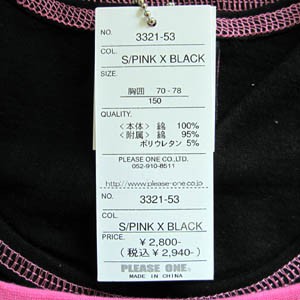 NO. 3321-53
COL. S/PINK X BLACK
SIZE.
胸囲 70 - 78
150
QUALITY.
<本体> 綿 100%
<付属> 綿 95%
ポリウレタン 5%
PLEASE ONE CO.,LTD.
052-910-8511
http://www.please-one.co.jp
NO. 3321-53
COL. S/PINK X BLACK
PRICE. ¥2,800-
(税込¥2,940-)
PLEASE ONE.
MADE IN CHINA